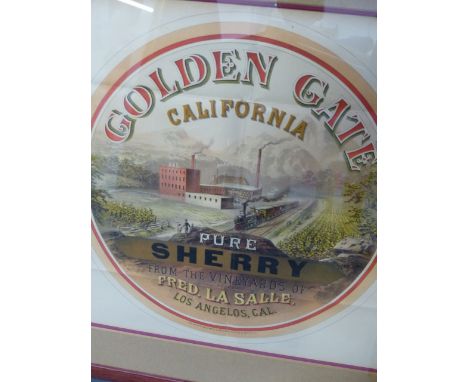 GOLDEN GATE
CALIFORNIA
PURE
SHERRY
FROM THE VINEYARDS OF
FRED. LA SALLE,
LOS ANGELOS, CAL.